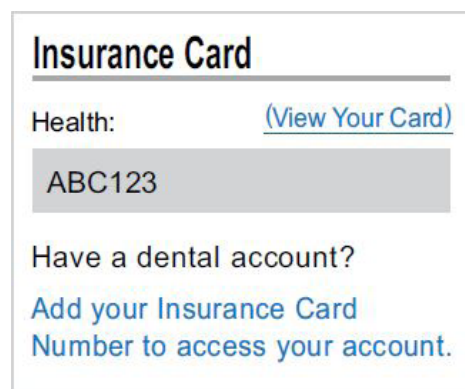 Insurance Card
Health: (View Your Card)
ABC123
Have a dental account?
Add your Insurance Card
Number to access your account.